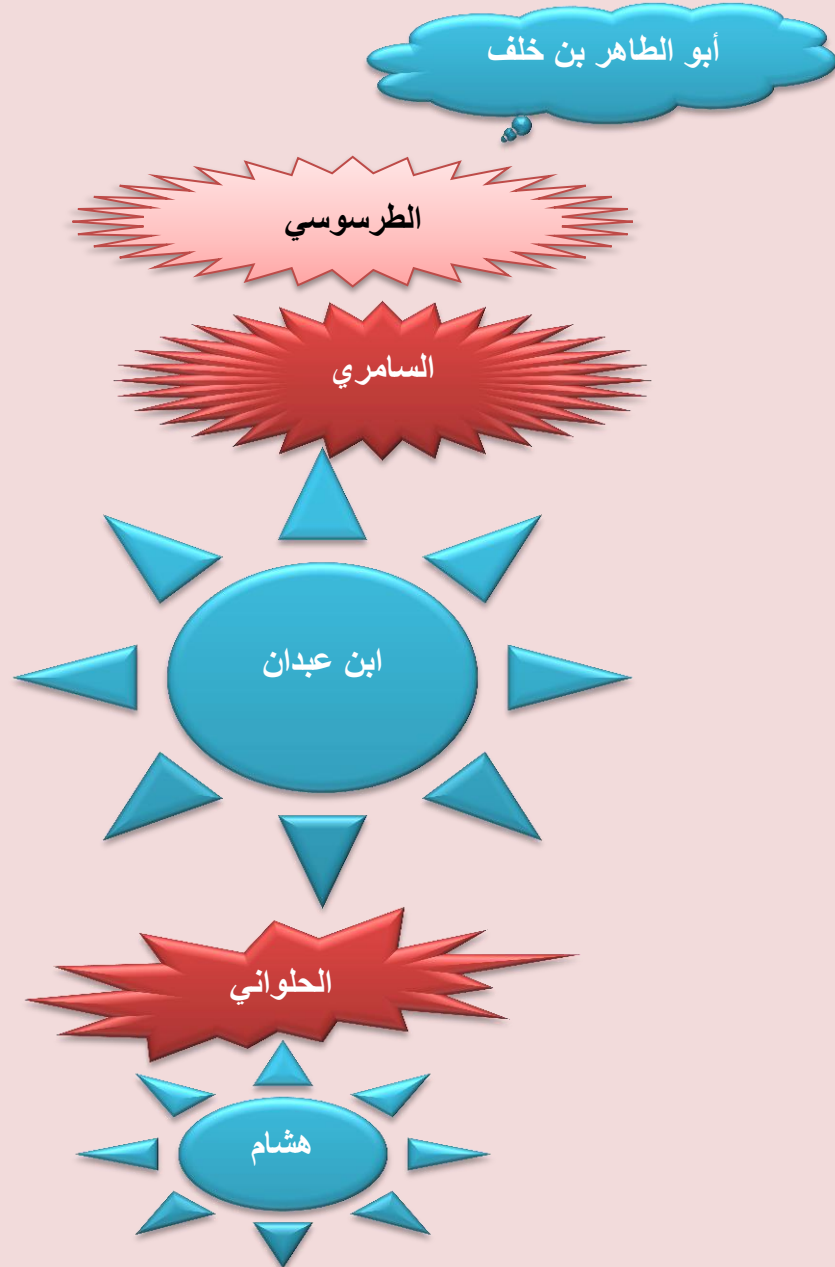 أبو الطاهر بن خلف
الطرسوسي
السامري
ابن عبدان
الحلواني
هشام